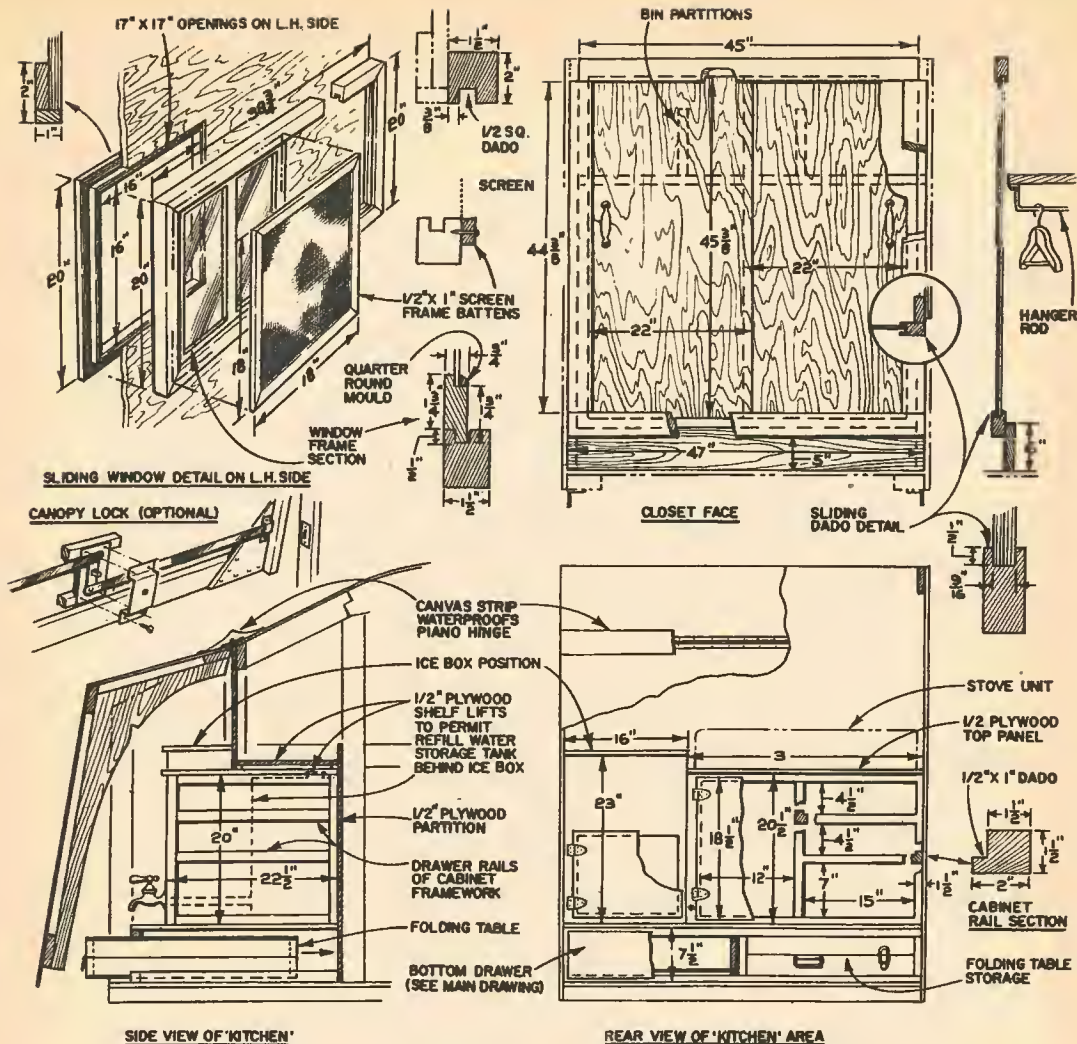 17" X 17" OPENINGS ON L.H. SIDE
1/2"
1"
20"
16"
16"
20"
20"
18"
18"
1 1/2"
2"
3/8"
1/2 SQ.
DADO
SCREEN
1/2" X 1" SCREEN
FRAME BATTENS
QUARTER
ROUND
MOULD
3/4"
1 3/4"
3/4"
1/2"
1 1/2"
WINDOW
FRAME
SECTION
SLIDING WINDOW DETAIL ON L.H. SIDE
BIN PARTITIONS
45"
44 3/8"
45 3/8"
22"
22"
47"
5"
CLOSET FACE
HANGER
ROD
SLIDING
DADO DETAIL
1/2"
9/16"
CANOPY LOCK (OPTIONAL)
CANVAS STRIP
WATERPROOFS
PIANO HINGE
ICE BOX POSITION
1/2" PLYWOOD
SHELF LIFTS
TO PERMIT
REFILL WATER
STORAGE TANK
BEHIND ICE BOX
1/2" PLYWOOD
PARTITION
DRAWER RAILS
OF CABINET
FRAMEWORK
FOLDING TABLE
BOTTOM DRAWER
(SEE MAIN DRAWING)
20"
22 1/2"
SIDE VIEW OF 'KITCHEN'
STOVE UNIT
1/2 PLYWOOD
TOP PANEL
16"
3
23"
18 1/2"
20 1/2"
4 1/2"
4 1/2"
12"
7"
15"
1 1/2"
7 1/2"
1/2" X 1" DADO
1 1/2"
1 1/2"
2"
CABINET
RAIL SECTION
FOLDING TABLE
STORAGE
REAR VIEW OF 'KITCHEN' AREA